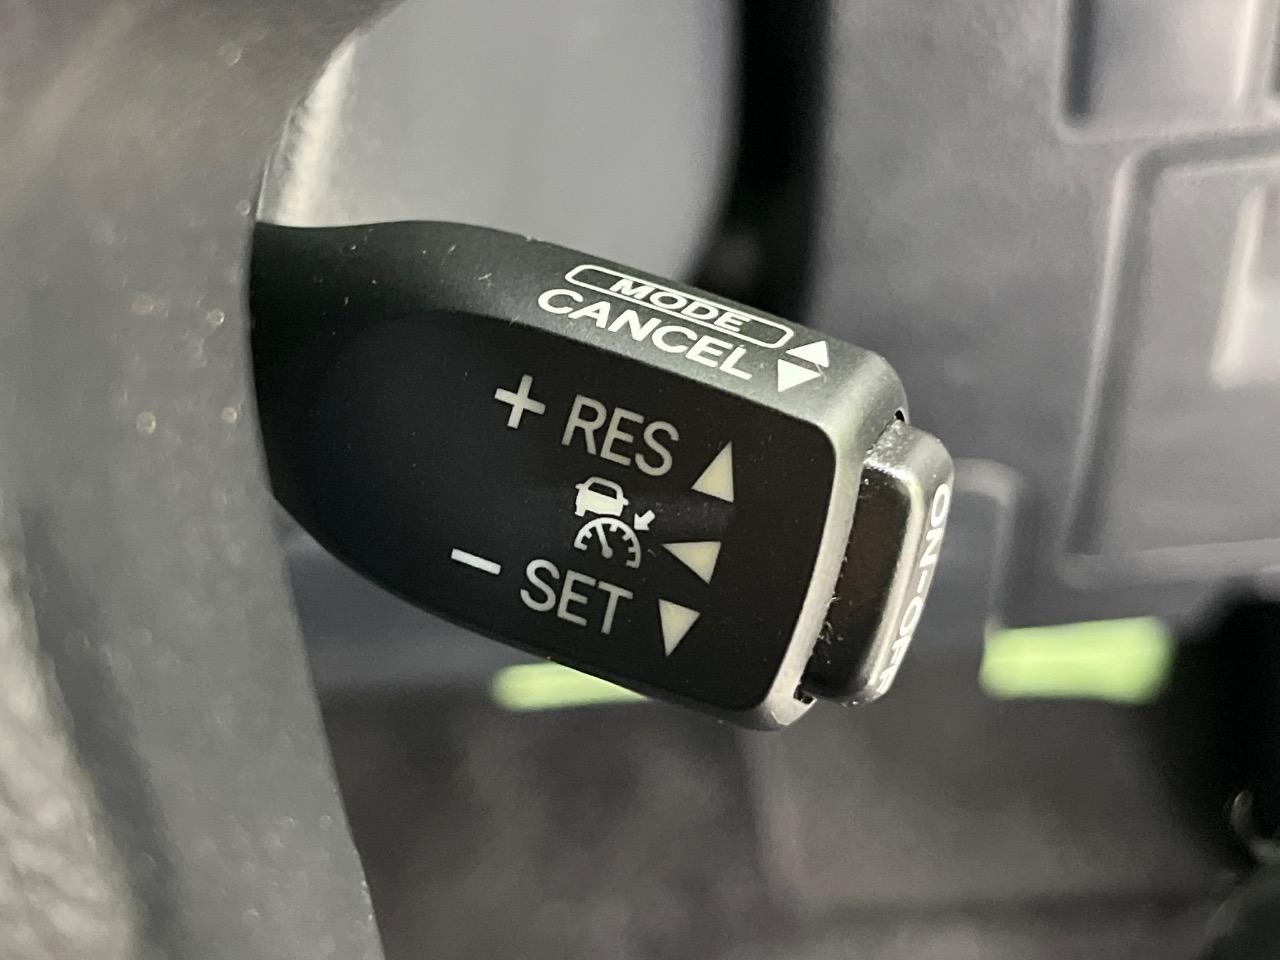 MODE
CANCEL
+ RES
- SET
ON-OFF